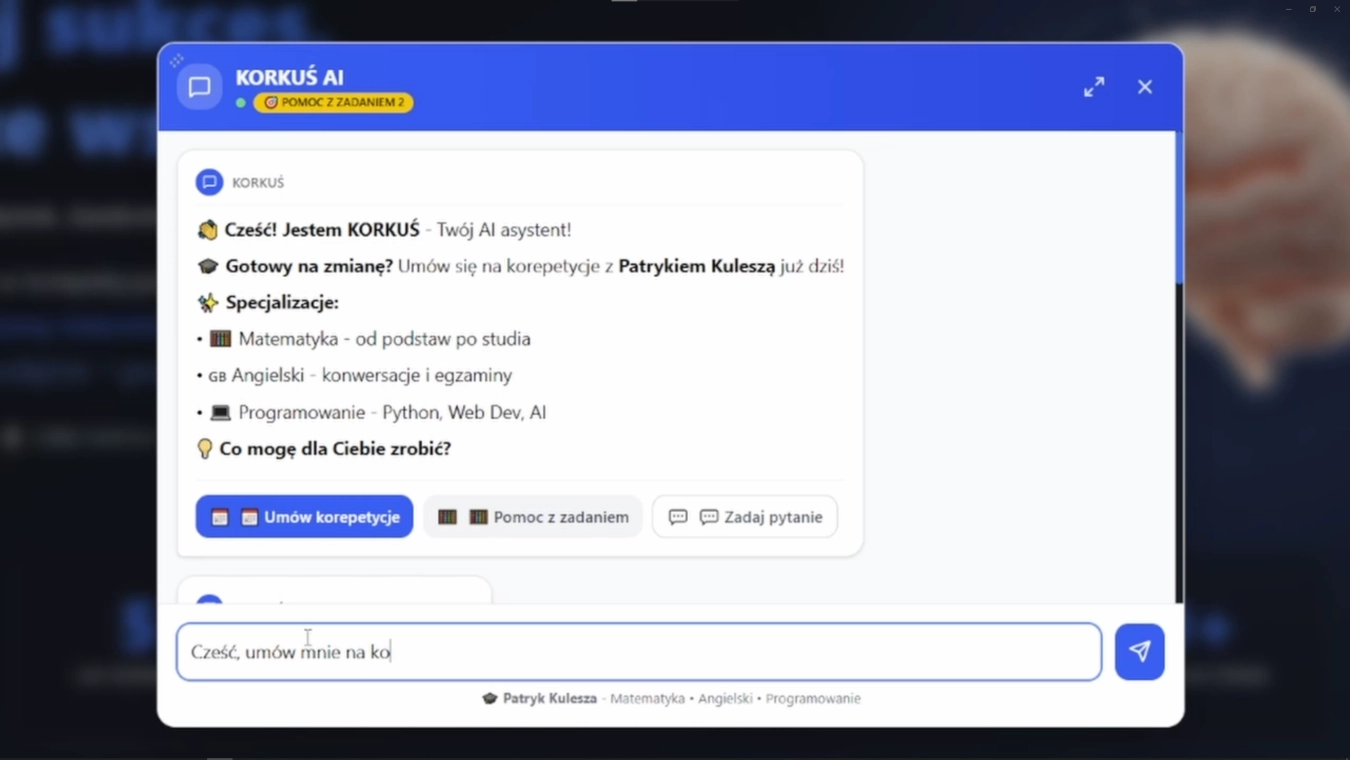 sukces.
KORKUŚ AI
POMOC Z ZADANIEM 2
KORKUŚ
Cześć! Jestem KORKUŚ - Twój AI asystent!
Gotowy na zmianę? Umów się na korepetycje z Patrykiem Kuleszą już dziś!
Specjalizacje:
• Matematyka - od podstaw po studia
• GB Angielski - konwersacje i egzaminy
• Programowanie - Python, Web Dev, AI
Co mogę dla Ciebie zrobić?
Umów korepetycje Pomoc z zadaniem Zadaj pytanie
Cześć, umów mnie na ko
Patryk Kulesza - Matematyka • Angielski • Programowanie